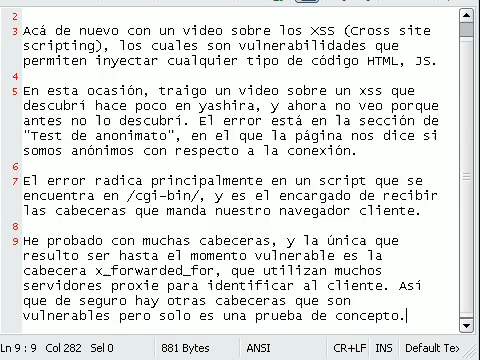 2
3 Acá de nuevo con un video sobre los XSS (Cross site
scripting), los cuales son vulnerabilidades que
permiten inyectar cualquier tipo de código HTML, JS.
4
5 En esta ocasión, traigo un video sobre un xss que
descubrí hace poco en yashira, y ahora no veo porque
antes no lo descubrí. El error está en la sección de
"Test de anonimato", en el que la página nos dice si
somos anónimos con respecto a la conexión.
6
7 El error radica principalmente en un script que se
encuentra en /cgi-bin/, y es el encargado de recibir
las cabeceras que manda nuestro navegador cliente.
8
9 He probado con muchas cabeceras, y la única que
resulto ser hasta el momento vulnerable es la
cabecera x_forwarded_for, que utilizan muchos
servidores proxie para identificar al cliente. Así
que de seguro hay otras cabeceras que son
vulnerables pero solo es una prueba de concepto.
Ln 9 : 9 Col 282 Sel 0 881 Bytes ANSI CR+LF INS Default Te